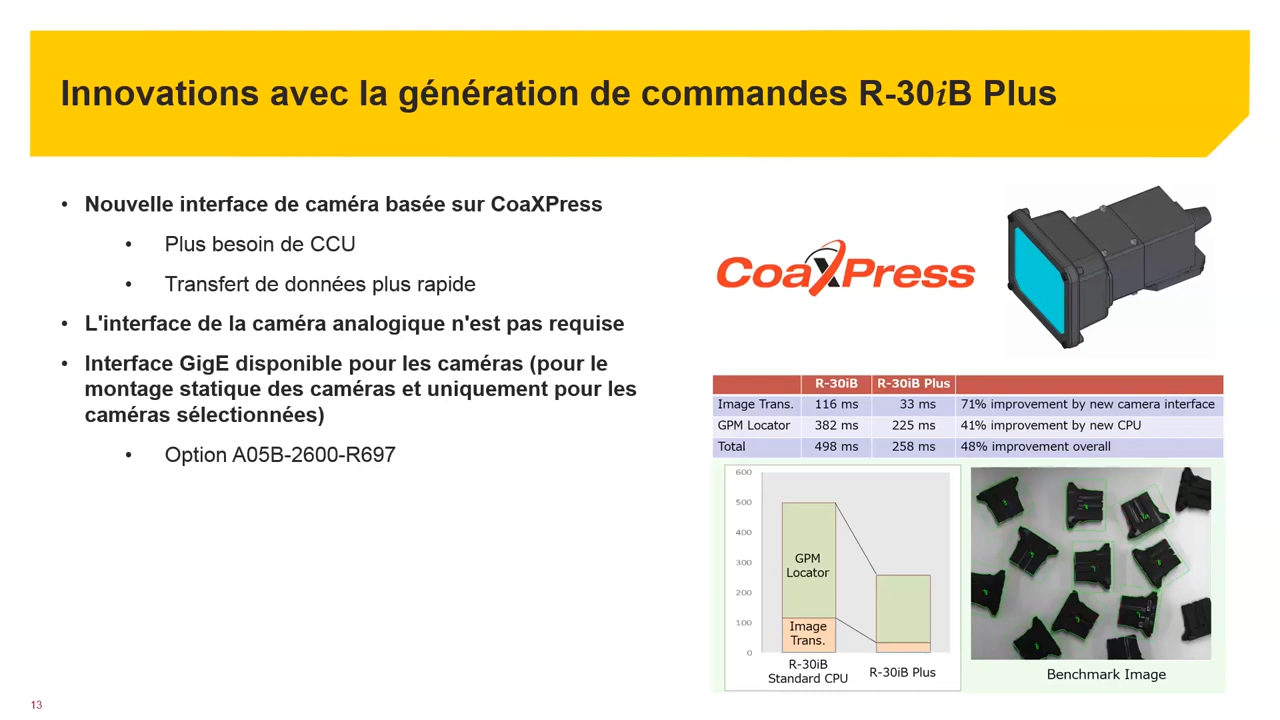 Innovations avec la génération de commandes R-30iB Plus
• Nouvelle interface de caméra basée sur CoaXPress
• Plus besoin de CCU
• Transfert de données plus rapide
• L'interface de la caméra analogique n'est pas requise
• Interface GigE disponible pour les caméras (pour le
montage statique des caméras et uniquement pour les
caméras sélectionnées)
• Option A05B-2600-R697
CoaXPress
R-30iB R-30iB Plus
Image Trans. 116 ms 33 ms 71% improvement by new camera interface
GPM Locator 382 ms 225 ms 41% improvement by new CPU
Total 498 ms 258 ms 48% improvement overall
600
500
400
300
200
100
0
GPM
Locator
Image
Trans.
R-30iB
Standard CPU
R-30iB Plus
Benchmark Image
13